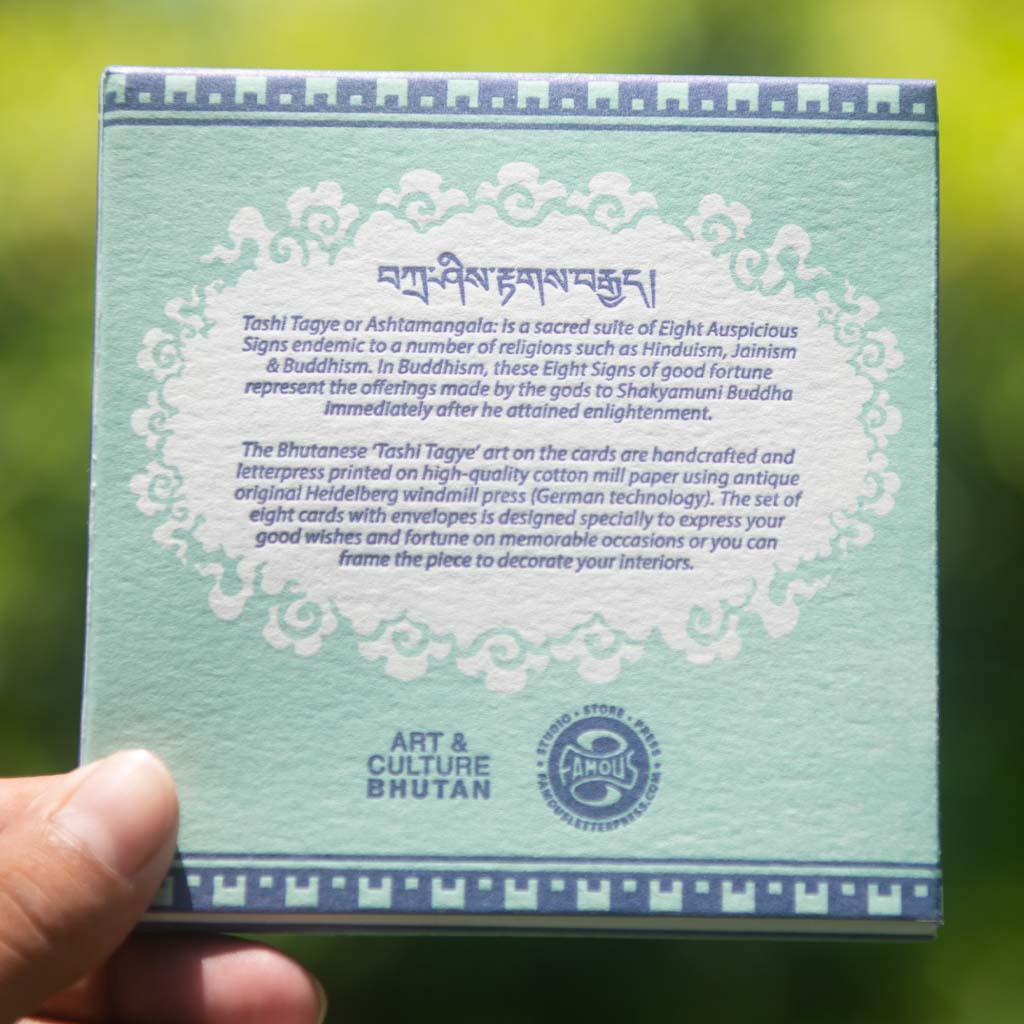 བཀྲ་ཤིས་རྟགས་བརྒྱད།
Tashi Tagye or Ashtamangala: is a sacred suite of Eight Auspicious
Signs endemic to a number of religions such as Hinduism, Jainism
& Buddhism. In Buddhism, these Eight Signs of good fortune
represent the offerings made by the gods to Shakyamuni Buddha
immediately after he attained enlightenment.
The Bhutanese 'Tashi Tagye' art on the cards are handcrafted and
letterpress printed on high-quality cotton mill paper using antique
original Heidelberg windmill press (German technology). The set of
eight cards with envelopes is designed specially to express your
good wishes and fortune on memorable occasions or you can
frame the piece to decorate your interiors.
ART &
CULTURE
BHUTAN
STUDIO • STORE • PRESS
FAMOUS
FAMOUSLETTERPRESS.COM